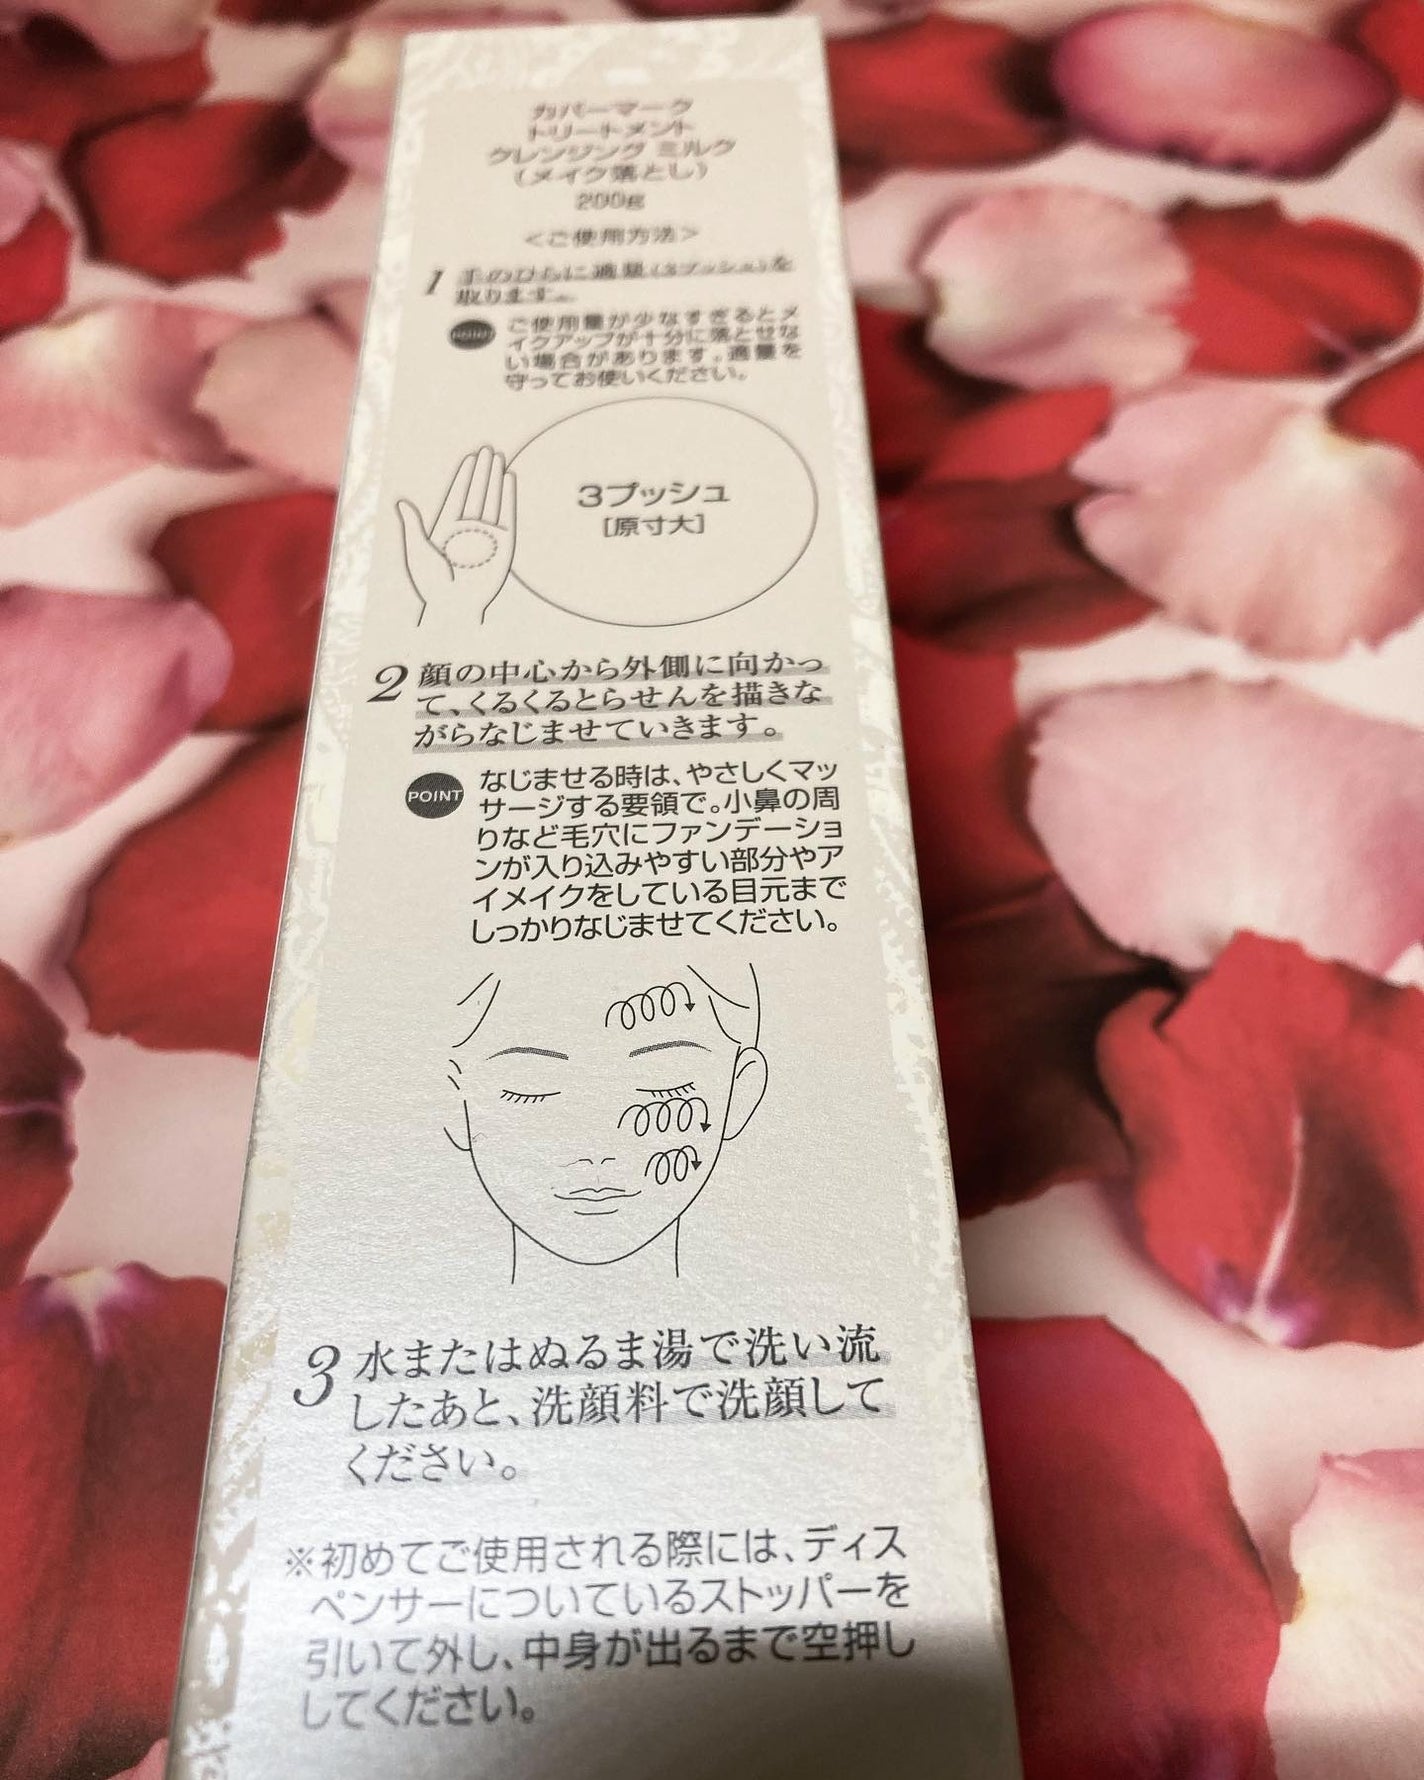 カバーマーク
トリートメント
クレンジング ミルク
(メイク落とし)
200g
<ご使用方法>
1 手のひらに適量(3プッシュ)を
取ります。
POINT ご使用量が少なすぎるとメ
イクアップが十分に落とせな
い場合があります。適量を
守ってお使いください。
3プッシュ
[原寸大]
2 顔の中心から外側に向かっ
て、くるくるとらせんを描きな
がらなじませていきます。
POINT なじませる時は、やさしくマッ
サージする要領で。小鼻の周
りなど毛穴にファンデーショ
ンが入り込みやすい部分やア
イメイクをしている目元まで
しっかりなじませてください。
3 水またはぬるま湯で洗い流
したあと、洗顔料で洗顔して
ください。
※初めてご使用される際には、ディス
ペンサーについているストッパーを
引いて外し、中身が出るまで空押し
してください。